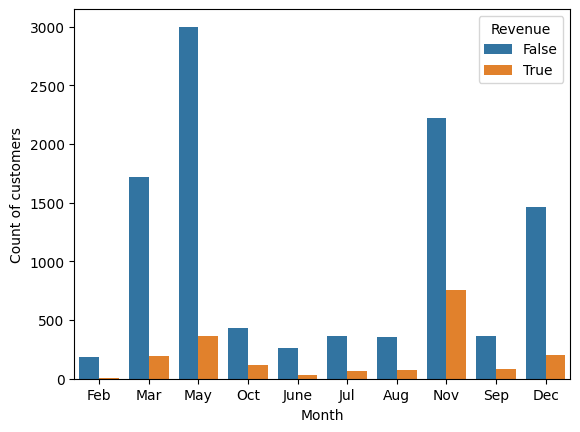 Revenue
False
True
3000
2500
2000
1500
1000
500
0
Count of customers
Feb Mar May Oct June Jul Aug Nov Sep Dec
Month